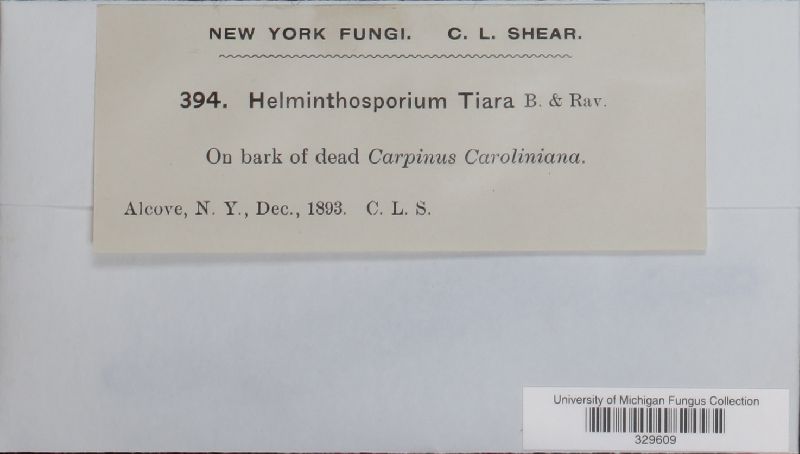 NEW YORK FUNGI. C. L. SHEAR.
394. Helminthosporium Tiara B. & Rav.
On bark of dead Carpinus Caroliniana.
Alcove, N. Y., Dec., 1893. C. L. S.
University of Michigan Fungus Collection
329609